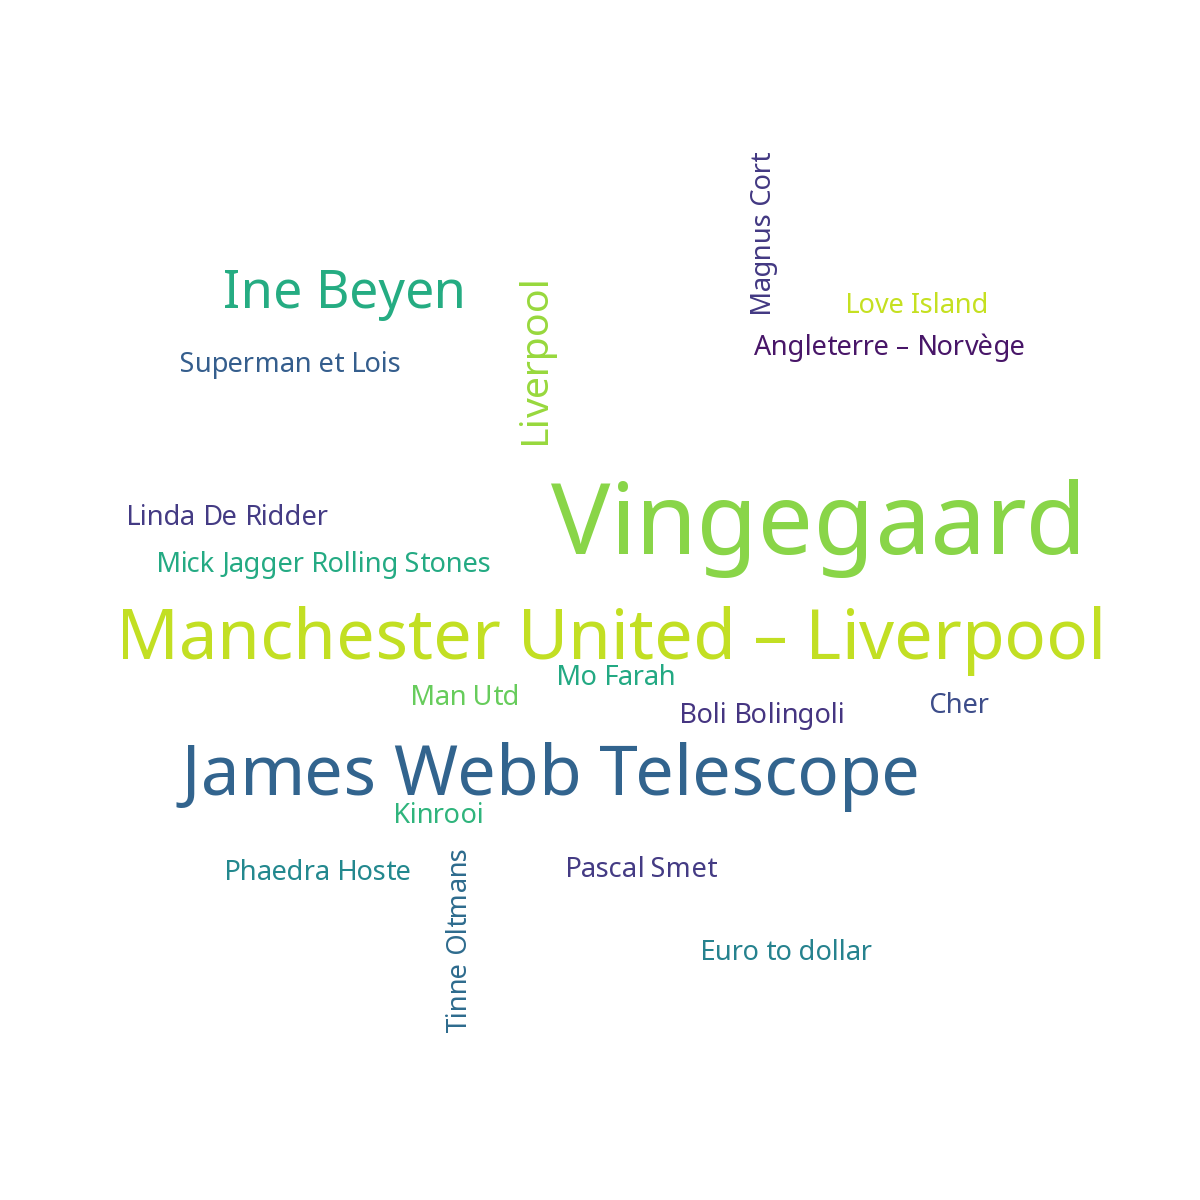 Magnus Cort
Ine Beyen
Liverpool
Love Island
Angleterre – Norvège
Superman et Lois
Vingegaard
Linda De Ridder
Mick Jagger Rolling Stones
Manchester United – Liverpool
Mo Farah
Man Utd
Cher
Boli Bolingoli
James Webb Telescope
Kinrooi
Phaedra Hoste
Pascal Smet
Tinne Oltmans
Euro to dollar